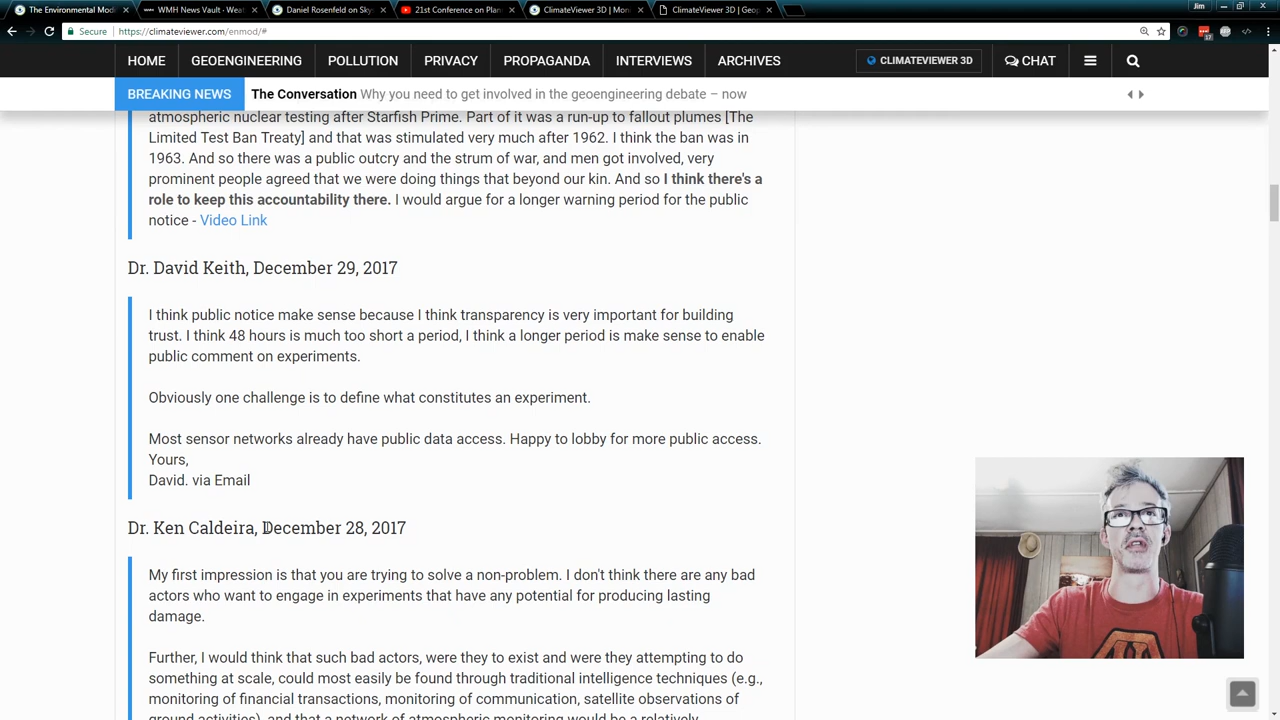 The Environmental Mod
WMH News Vault - Weat
Daniel Rosenfeld on Sky
21st Conference on Plan
ClimateViewer 3D | Mon
ClimateViewer 3D | Geop
Jim
Secure https://climateviewer.com/enmod/#
HOME GEOENGINEERING POLLUTION PRIVACY PROPAGANDA INTERVIEWS ARCHIVES CLIMATEVIEWER 3D CHAT
BREAKING NEWS The Conversation Why you need to get involved in the geoengineering debate – now
atmospheric nuclear testing after Starfish Prime. Part of it was a run-up to fallout plumes [The
Limited Test Ban Treaty] and that was stimulated very much after 1962. I think the ban was in
1963. And so there was a public outcry and the strum of war, and men got involved, very
prominent people agreed that we were doing things that beyond our kin. And so I think there's a
role to keep this accountability there. I would argue for a longer warning period for the public
notice - Video Link
Dr. David Keith, December 29, 2017
I think public notice make sense because I think transparency is very important for building
trust. I think 48 hours is much too short a period, I think a longer period is make sense to enable
public comment on experiments.
Obviously one challenge is to define what constitutes an experiment.
Most sensor networks already have public data access. Happy to lobby for more public access.
Yours,
David. via Email
Dr. Ken Caldeira, December 28, 2017
My first impression is that you are trying to solve a non-problem. I don't think there are any bad
actors who want to engage in experiments that have any potential for producing lasting
damage.
Further, I would think that such bad actors, were they to exist and were they attempting to do
something at scale, could most easily be found through traditional intelligence techniques (e.g.,
monitoring of financial transactions, monitoring of communication, satellite observations of
ground activities), and that a network of atmospheric monitoring would be a relatively